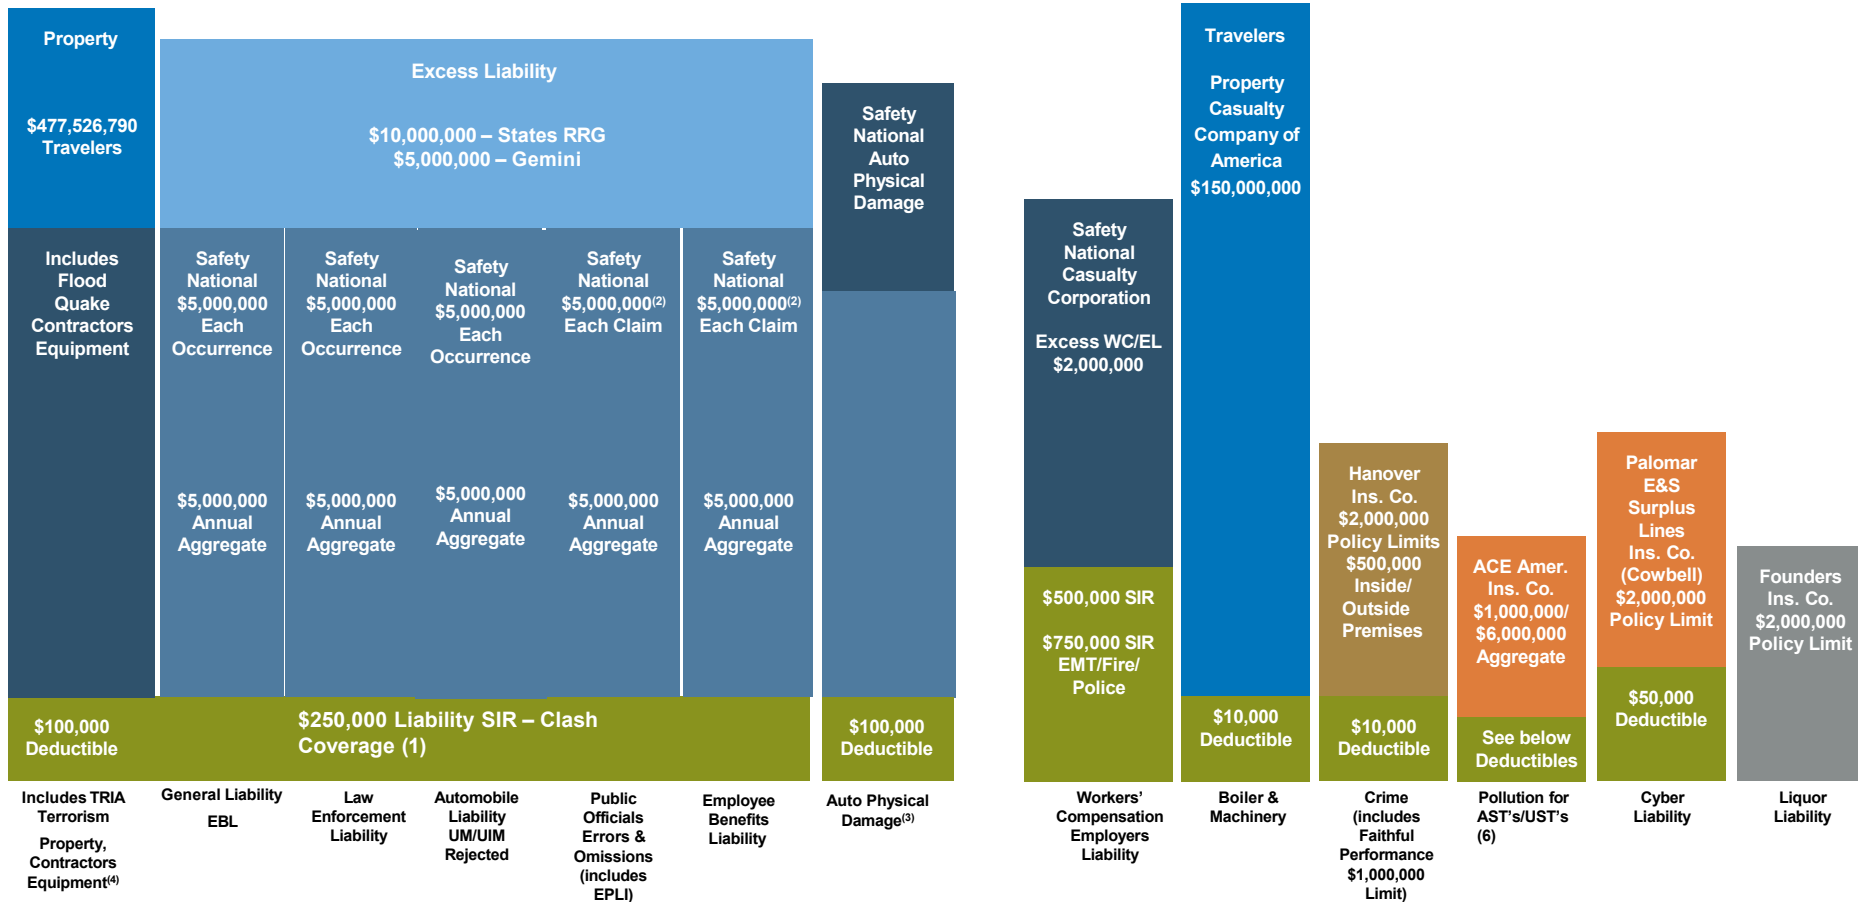 Property
$477,526,790
Travelers
Includes
Flood
Quake
Contractors
Equipment
$100,000
Deductible
Includes TRIA
Terrorism
Property,
Contractors
Equipment(4)
Excess Liability
$10,000,000 – States RRG
$5,000,000 – Gemini
Safety
National
$5,000,000
Each
Occurrence
$5,000,000
Annual
Aggregate
Safety
National
$5,000,000
Each
Occurrence
$5,000,000
Annual
Aggregate
Safety
National
$5,000,000
Each
Occurrence
$5,000,000
Annual
Aggregate
Safety
National
$5,000,000(2)
Each Claim
$5,000,000
Annual
Aggregate
Safety
National
$5,000,000(2)
Each Claim
$5,000,000
Annual
Aggregate
$250,000 Liability SIR – Clash
Coverage (1)
General Liability
EBL
Law
Enforcement
Liability
Automobile
Liability
UM/UIM
Rejected
Public
Officials
Errors &
Omissions
(includes
EPLI)
Employee
Benefits
Liability
Safety
National
Auto
Physical
Damage
$100,000
Deductible
Auto Physical
Damage(3)
Safety
National
Casualty
Corporation
Excess WC/EL
$2,000,000
$500,000 SIR
$750,000 SIR
EMT/Fire/
Police
Workers’
Compensation
Employers
Liability
Travelers
Property
Casualty
Company of
America
$150,000,000
$10,000
Deductible
Boiler &
Machinery
Hanover
Ins. Co.
$2,000,000
Policy Limits
$500,000
Inside/
Outside
Premises
$10,000
Deductible
Crime
(includes
Faithful
Performance
$1,000,000
Limit)
ACE Amer.
Ins. Co.
$1,000,000/
$6,000,000
Aggregate
See below
Deductibles
Pollution for
AST’s/UST’s
(6)
Palomar
E&S
Surplus
Lines
Ins. Co.
(Cowbell)
$2,000,000
Policy Limit
$50,000
Deductible
Cyber
Liability
Founders
Ins. Co.
$2,000,000
Policy Limit
Liquor
Liability